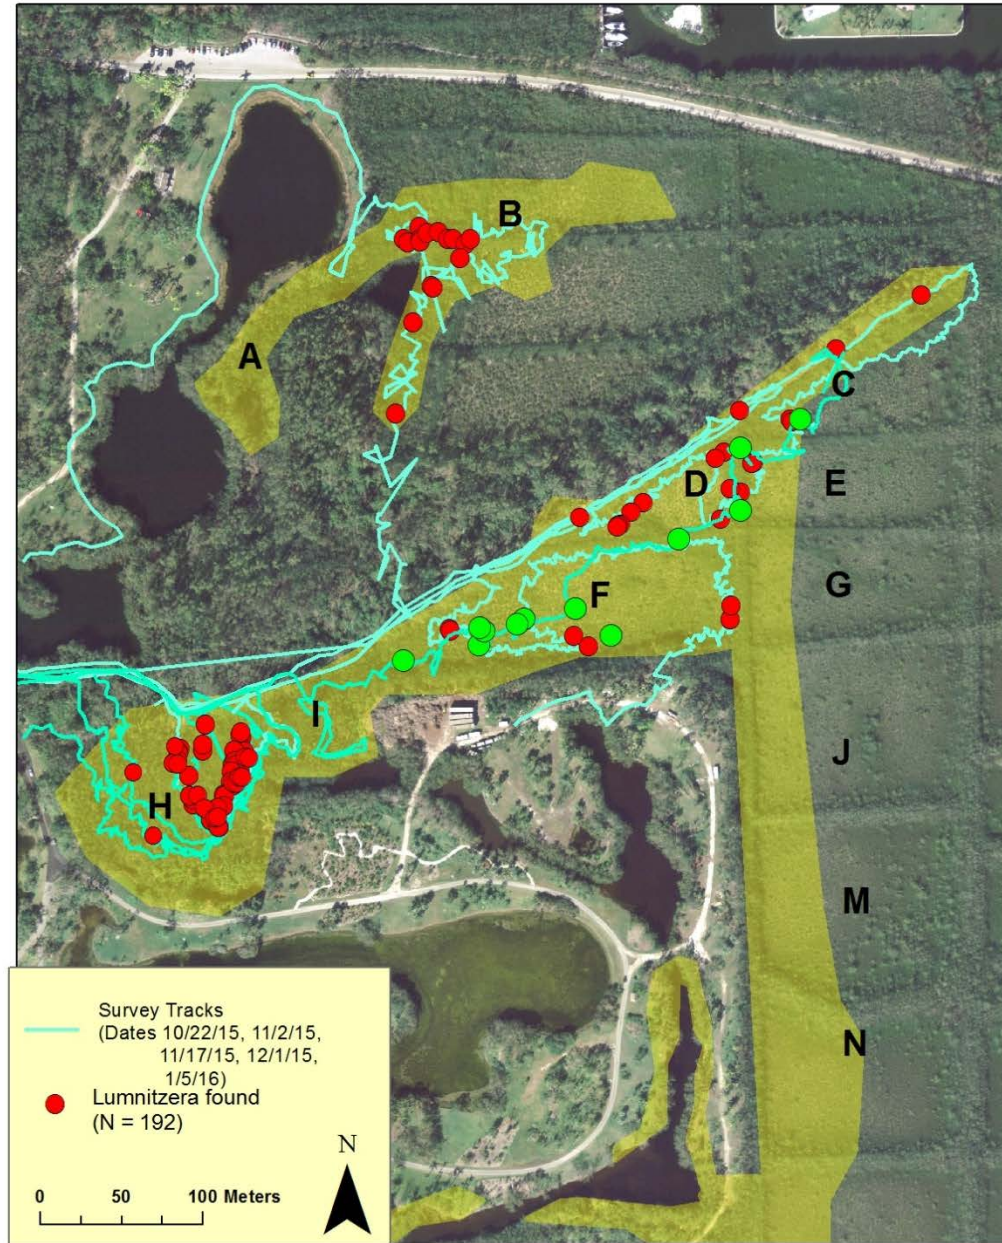 B
A
C
D
E
F
G
I
J
H
M
N
Survey Tracks
(Dates 10/22/15, 11/2/15,
11/17/15, 12/1/15,
1/5/16)
Lumnitzera found
(N = 192)
N
0 50 100 Meters